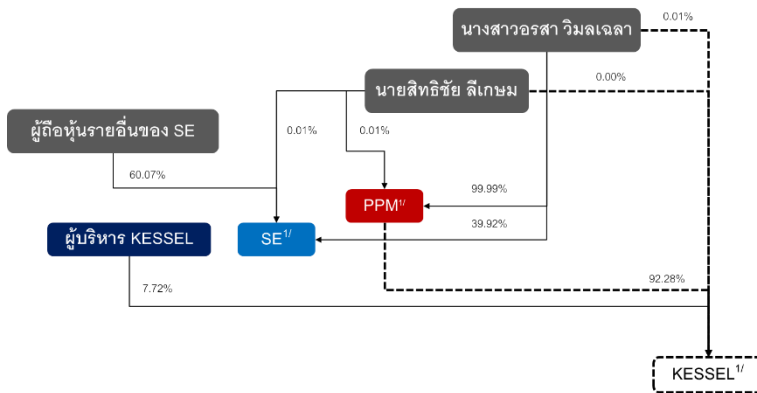 นางสาวอรสา วิมลเฉลา
0.01%
นายสิทธิชัย ลีเกษม
0.00%
ผู้ถือหุ้นรายอื่นของ SE
0.01%
0.01%
60.07%
99.99%
PPM¹/
39.92%
ผู้บริหาร KESSEL
SE¹/
92.28%
7.72%
KESSEL¹/